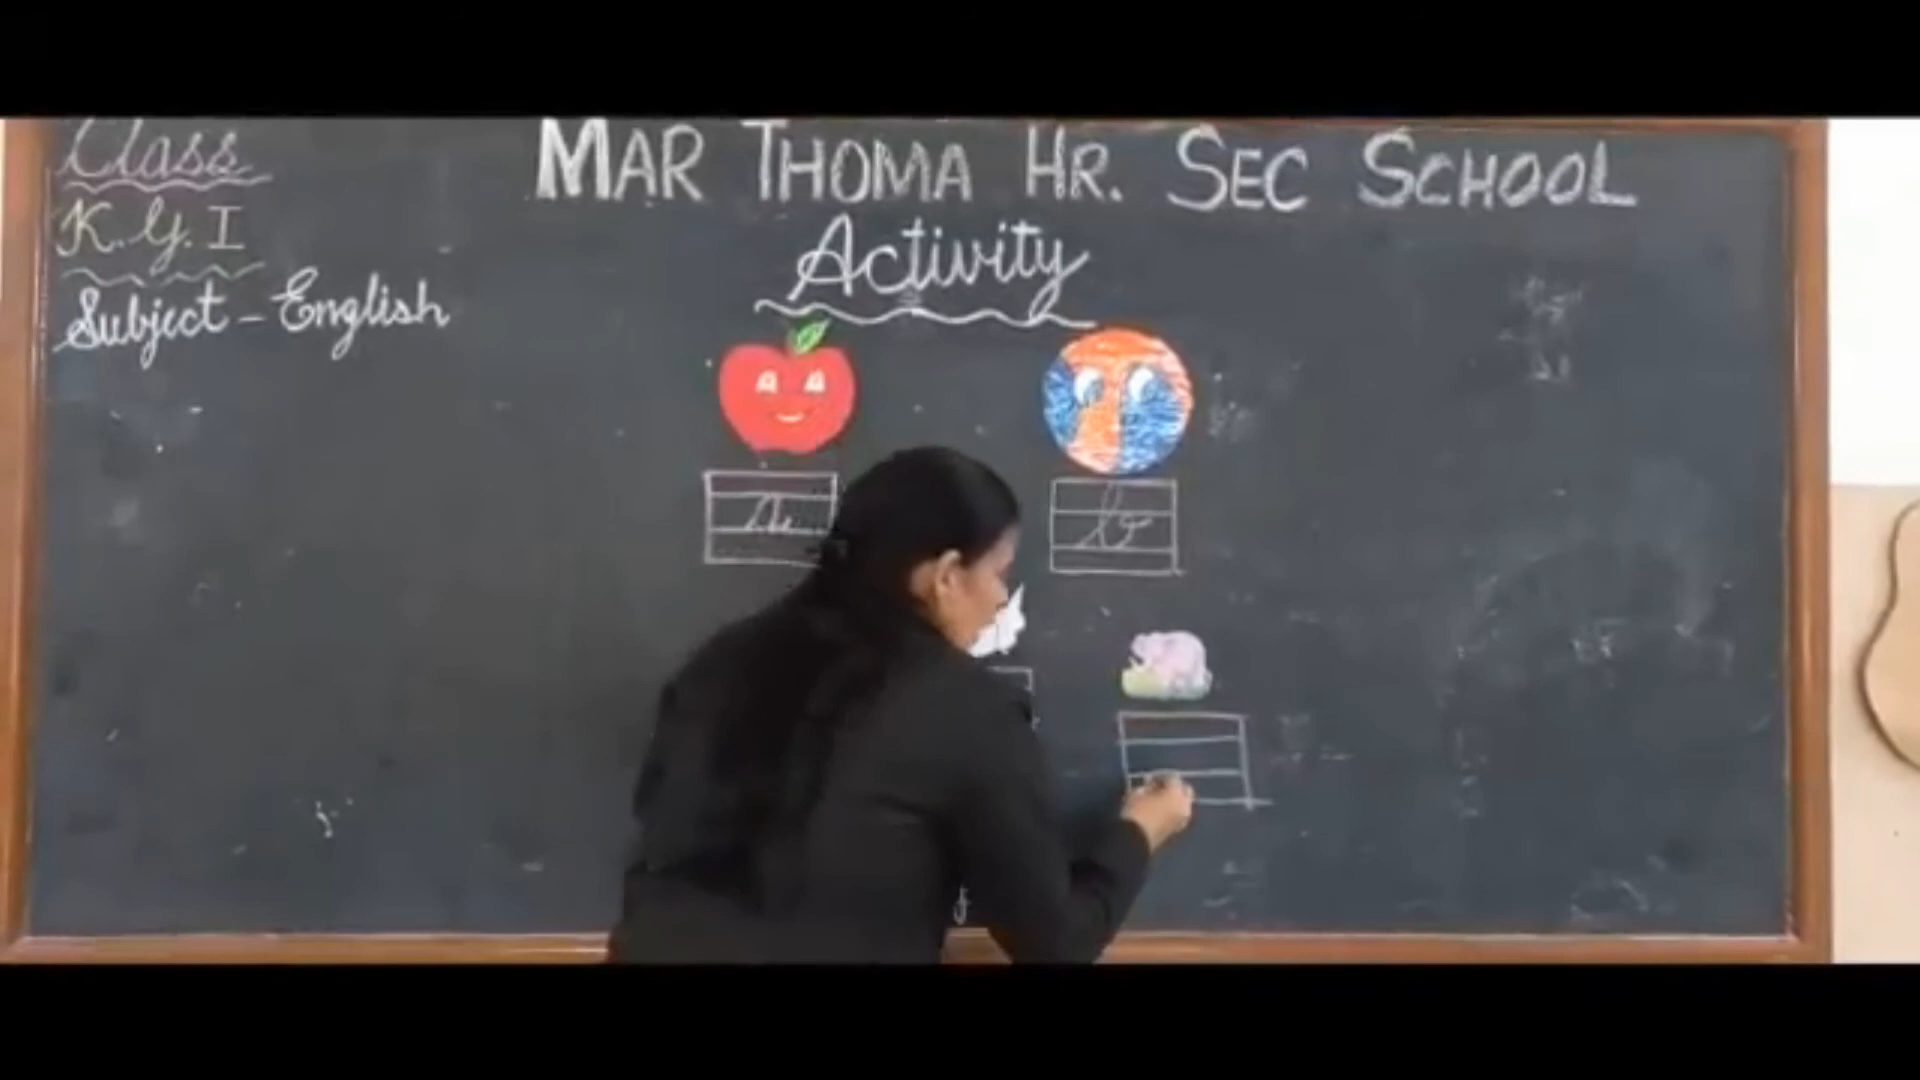 Class
K.G. I
Subject - English
MAR THOMA HR. SEC SCHOOL
Activity
a
b